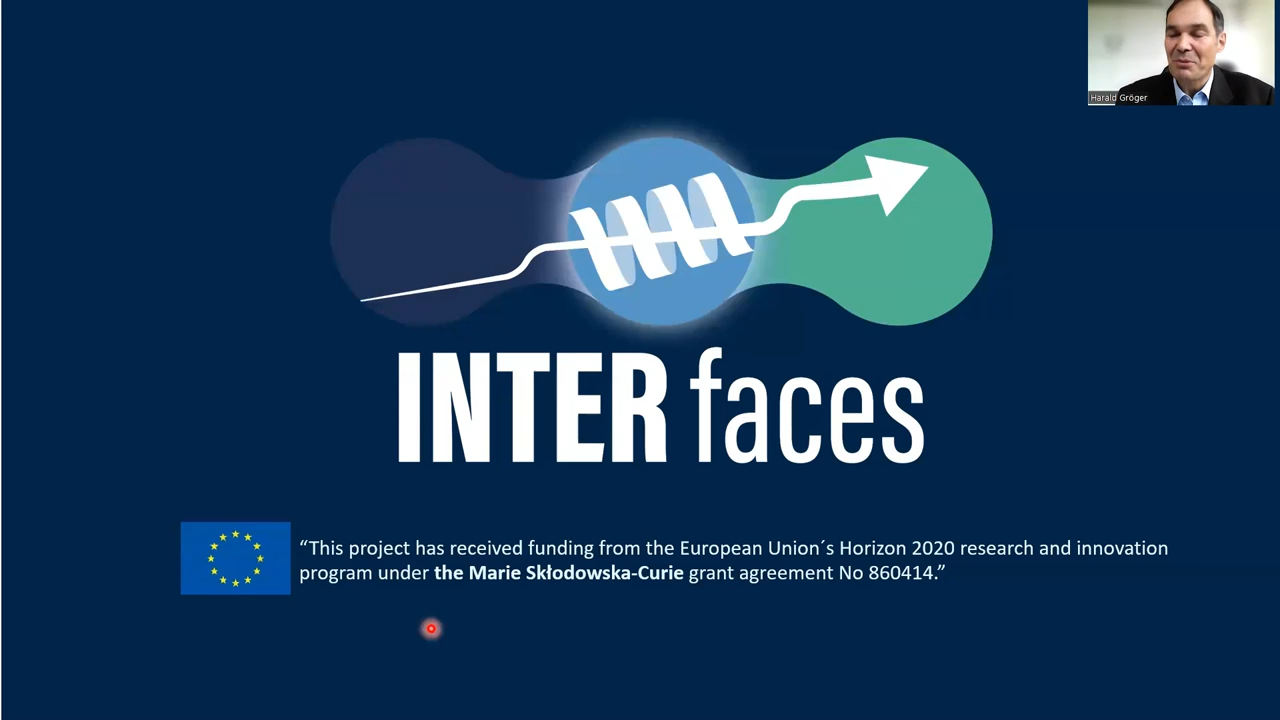 Harald Gröger
INTER faces
“This project has received funding from the European Union´s Horizon 2020 research and innovation
program under the Marie Skłodowska-Curie grant agreement No 860414.”